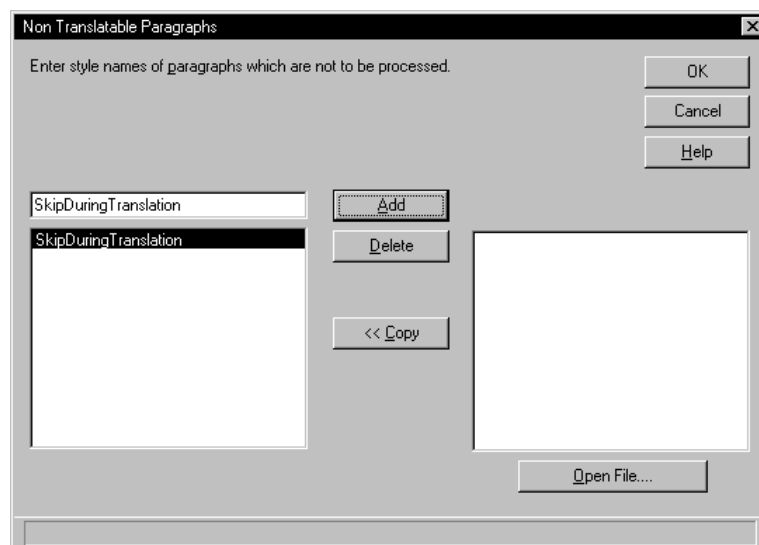 Non Translatable Paragraphs
Enter style names of paragraphs which are not to be processed.
OK
Cancel
Help
SkipDuringTranslation
Add
SkipDuringTranslation
Delete
<< Copy
Open File....